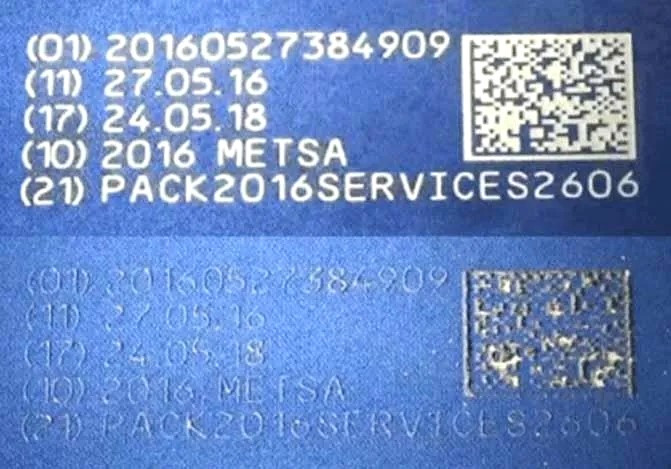 (01) 20160527384909
(11) 27.05.16
(17) 24.05.18
(10) 2016 METSA
(21) PACK2016SERVICES2606
(01) 20160527384909
(11) 27.05.16
(17) 24.05.18
(10) 2016 METSA
(21) PACK2016SERVICES2606